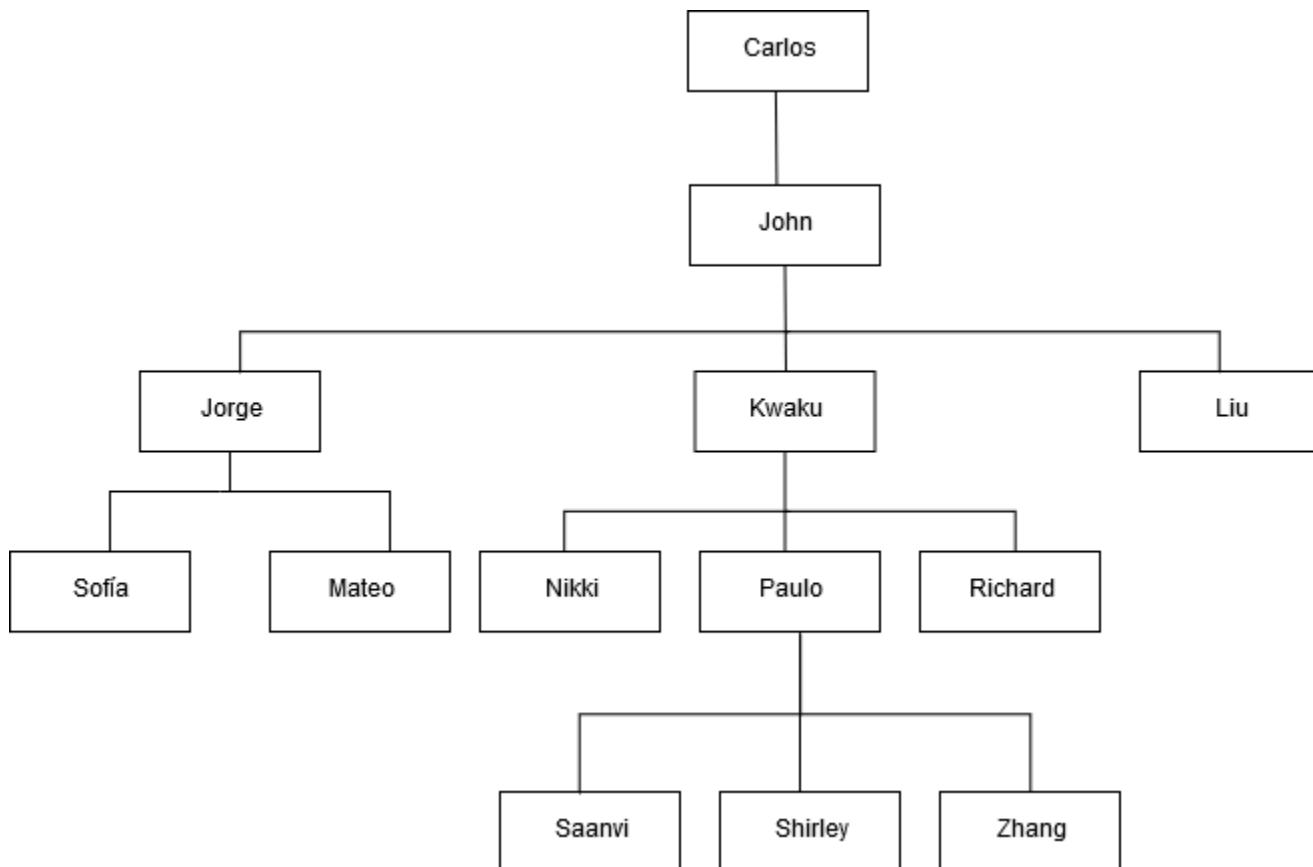 Carlos
John
Jorge
Kwaku
Liu
Sofía
Mateo
Nikki
Paulo
Richard
Saanvi
Shirley
Zhang